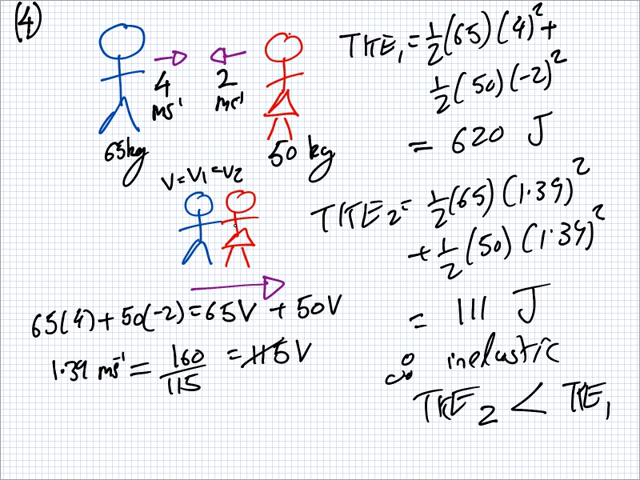 (4)
4 ms⁻¹
2 ms⁻¹
65kg
50 kg
V=V₁=V₂
65(4)+50(-2)=65V+50V
1.39 ms⁻¹ = 160/115 = 115V
TKE₁ = ½(65)(4)²+
½(50)(-2)²
= 620 J
TKE₂ = ½(65)(1.39)²
+½(50)(1.39)²
= 111 J
∴ inelastic
TKE₂ < TKE₁